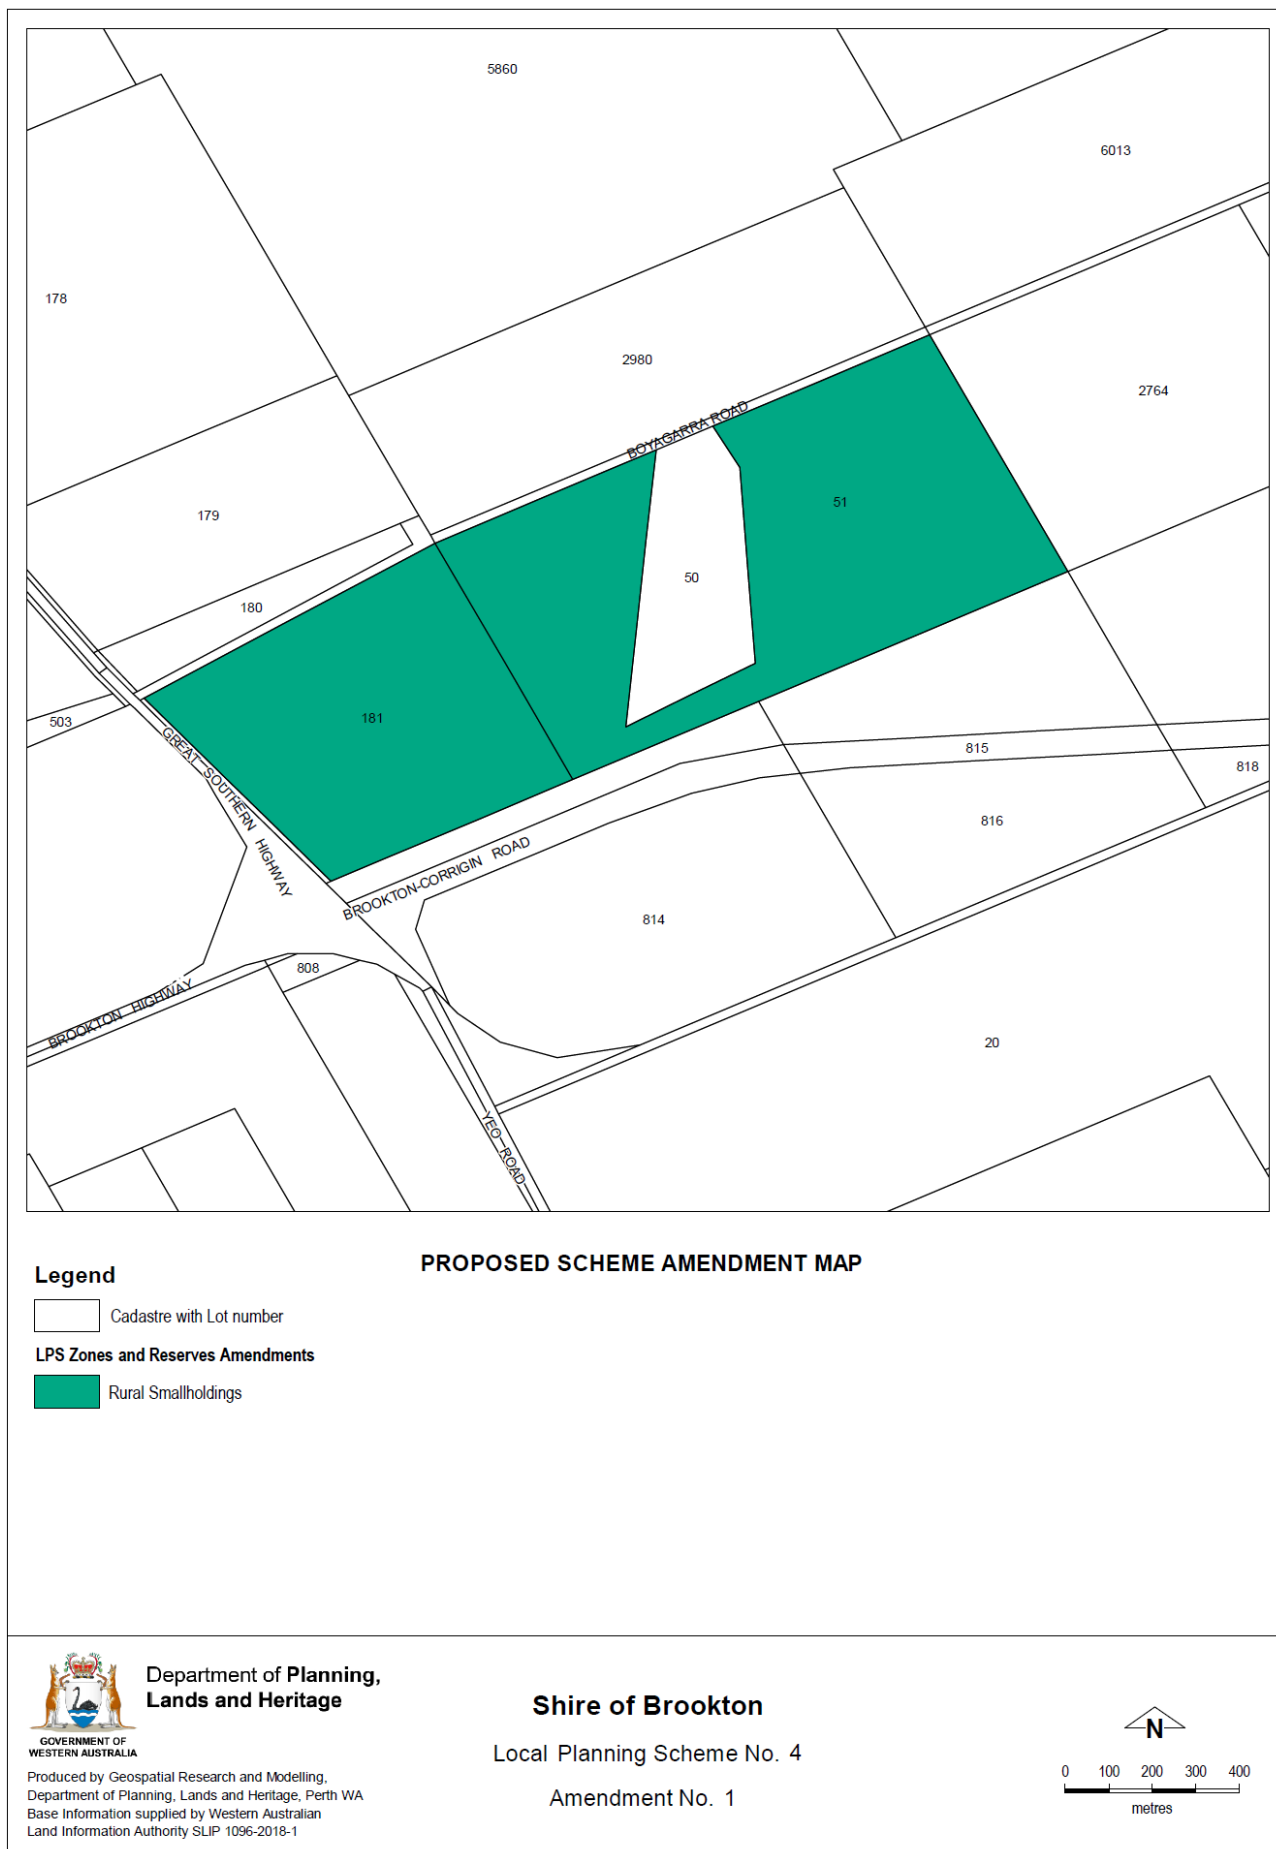 5860
6013
178
2980
2764
BOYAGARRA ROAD
51
179
50
180
181
503
GREAT SOUTHERN HIGHWAY
815
818
816
BROOKTON-CORRIGIN ROAD
814
808
BROOKTON HIGHWAY
20
YEO ROAD
PROPOSED SCHEME AMENDMENT MAP
Legend
Cadastre with Lot number
LPS Zones and Reserves Amendments
Rural Smallholdings
Department of Planning,
Lands and Heritage
GOVERNMENT OF
WESTERN AUSTRALIA
Produced by Geospatial Research and Modelling,
Department of Planning, Lands and Heritage, Perth WA
Base Information supplied by Western Australian
Land Information Authority SLIP 1096-2018-1
Shire of Brookton
Local Planning Scheme No. 4
Amendment No. 1
N
0 100 200 300 400
metres